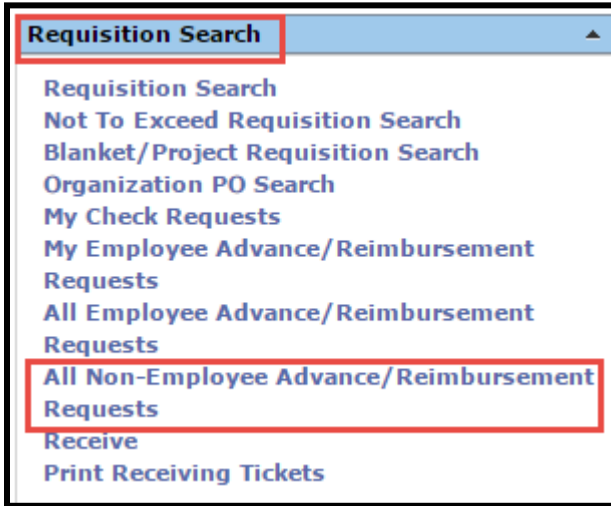 Requisition Search
Requisition Search
Not To Exceed Requisition Search
Blanket/Project Requisition Search
Organization PO Search
My Check Requests
My Employee Advance/Reimbursement
Requests
All Employee Advance/Reimbursement
Requests
All Non-Employee Advance/Reimbursement
Requests
Receive
Print Receiving Tickets